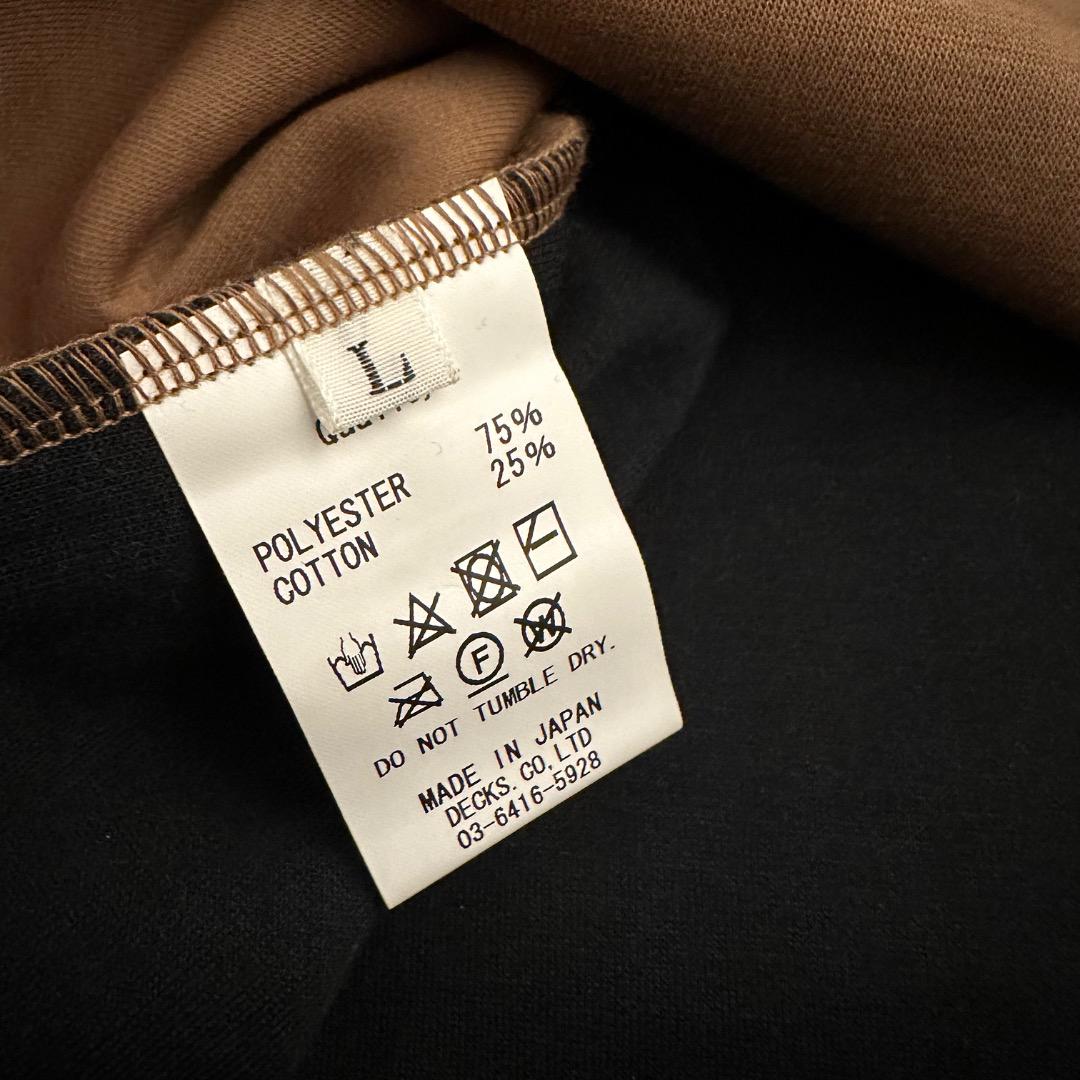 L
POLYESTER 75%
COTTON 25%
F
W
DO NOT TUMBLE DRY.
MADE IN JAPAN
DECKS.CO,LTD
03-6416-5928